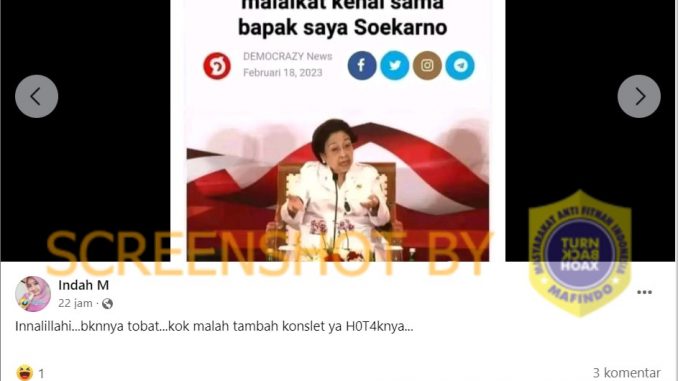 malaikat kenal sama
bapak saya Soekarno
DEMOCRAZY News
Februari 18, 2023
SCREENSHOT BY
MASYARAKAT ANTI FITNAH INDONESIA
TURN
BACK
HOAX
MAFINDO
Indah M
22 jam
Innalillahi...bknnya tobat...kok malah tambah konslet ya H0T4knya...
1
3 komentar